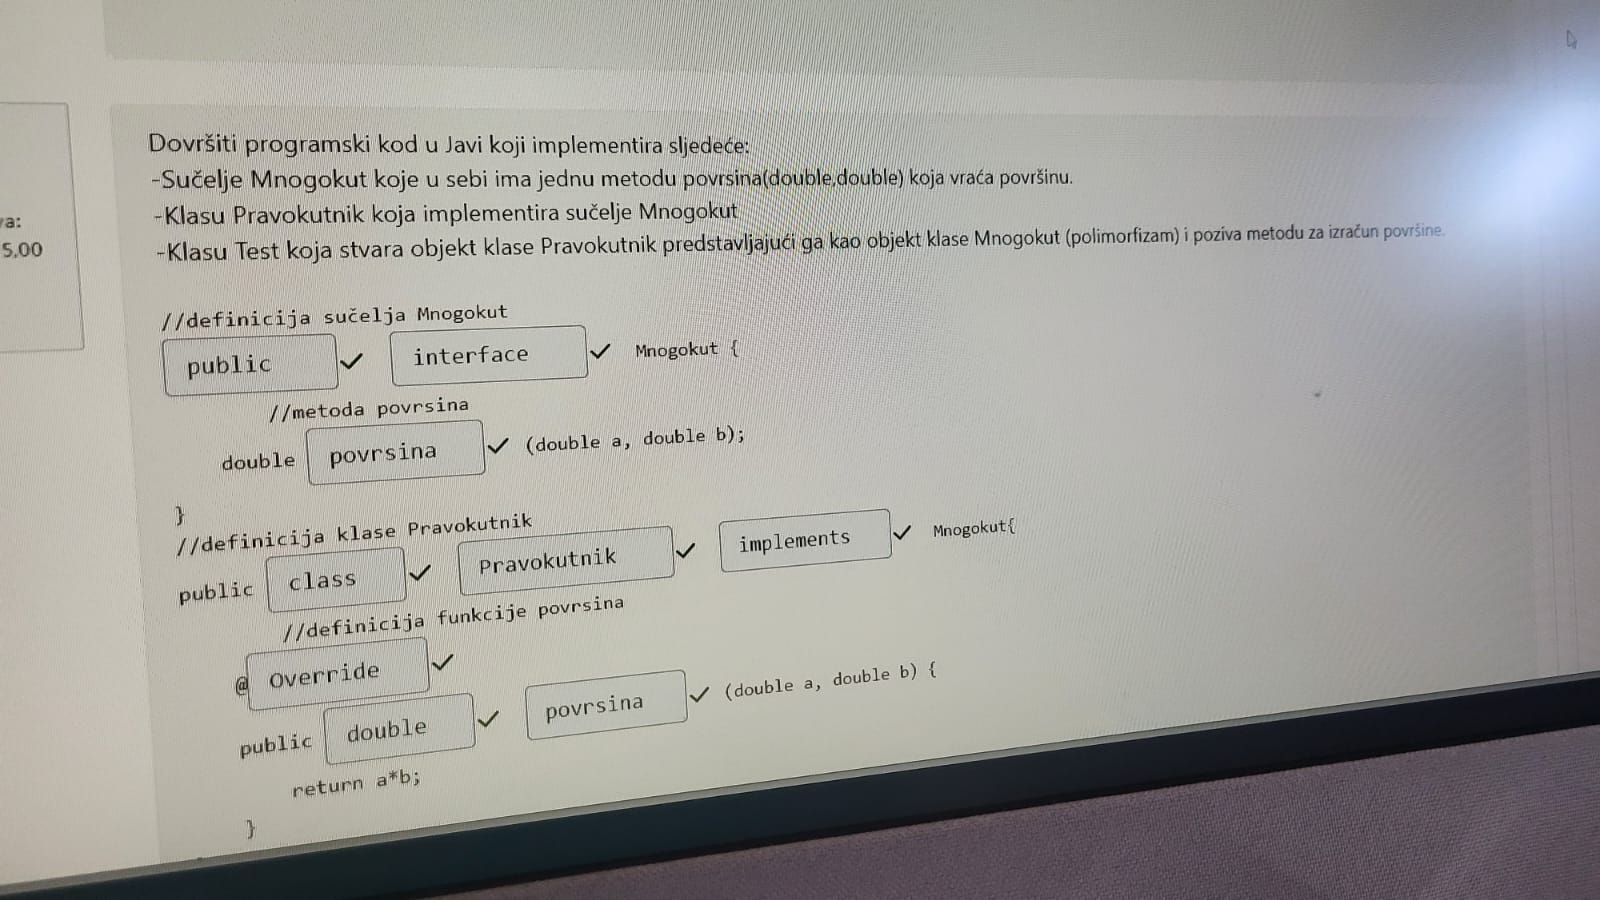 va:
5,00
Dovršiti programski kod u Javi koji implementira sljedeće:
-Sučelje Mnogokut koje u sebi ima jednu metodu povrsina(double,double) koja vraća površinu.
-Klasu Pravokutnik koja implementira sučelje Mnogokut
-Klasu Test koja stvara objekt klase Pravokutnik predstavljajući ga kao objekt klase Mnogokut (polimorfizam) i poziva metodu za izračun površine.
//definicija sučelja Mnogokut
public interface Mnogokut {
//metoda povrsina
double povrsina (double a, double b);
}
//definicija klase Pravokutnik
public class Pravokutnik implements Mnogokut{
//definicija funkcije povrsina
@ Override
public double povrsina (double a, double b) {
return a*b;
}